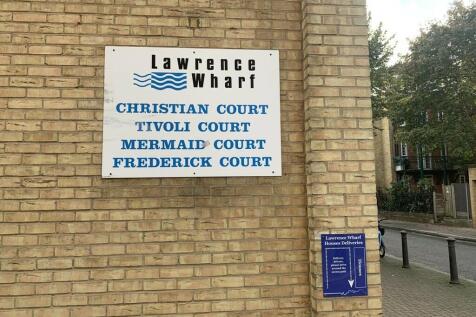 Lawrence
Wharf
CHRISTIAN COURT
TIVOLI COURT
MERMAID COURT
FREDERICK COURT
Lawrence Wharf
Houses Deliveries